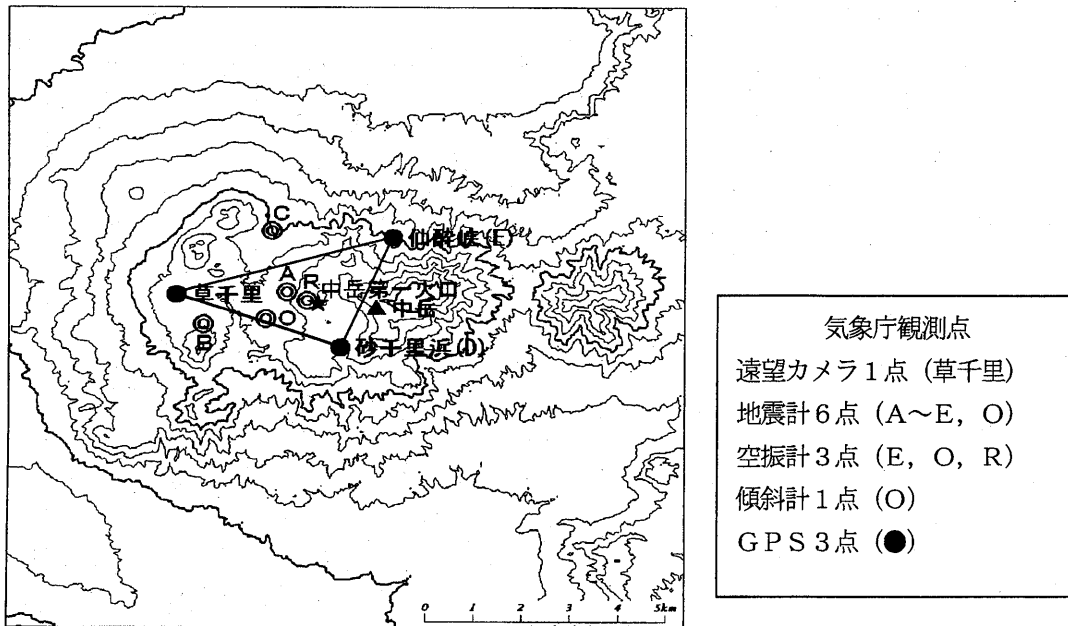 C
仙酔峡(E)
A
R
中岳第一火口
草千里
中岳
O
B
砂千里浜(D)
0 1 2 3 4 5km
気象庁観測点
遠望カメラ1点(草千里)
地震計6点(A~E,O)
空振計3点(E,O,R)
傾斜計1点(O)
GPS3点(●)